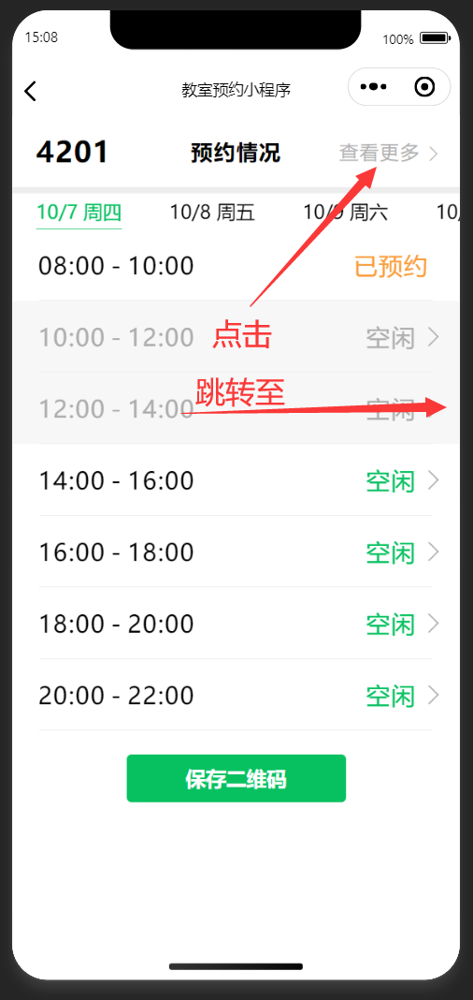 15:08 100%
教室预约小程序
4201 预约情况 查看更多
10/7 周四 10/8 周五 10/9 周六 10/
08:00 - 10:00 已预约
10:00 - 12:00 点击 空闲
跳转至
12:00 - 14:00 空闲
14:00 - 16:00 空闲
16:00 - 18:00 空闲
18:00 - 20:00 空闲
20:00 - 22:00 空闲
保存二维码